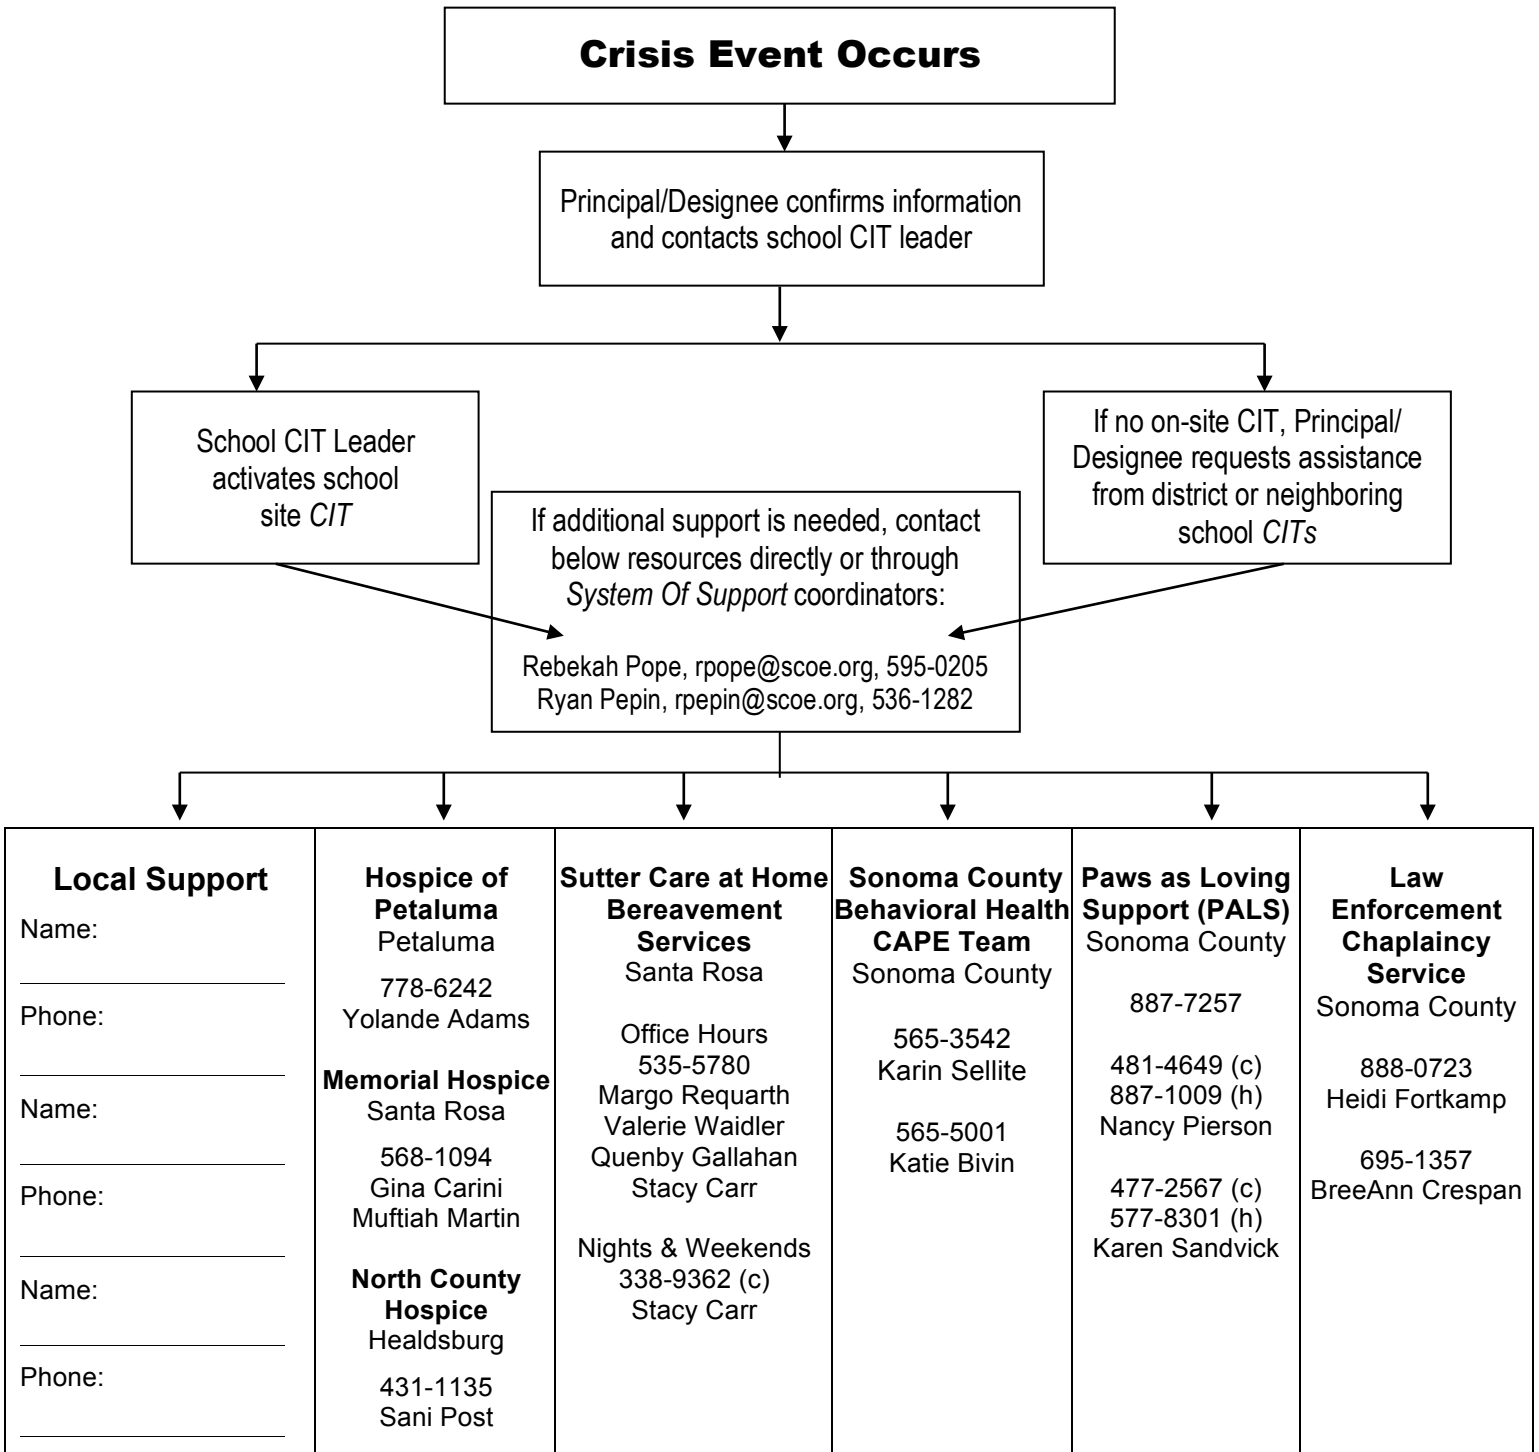 Crisis Event Occurs
Principal/Designee confirms information
and contacts school CIT leader
School CIT Leader
activates school
site CIT
If no on-site CIT, Principal/
Designee requests assistance
from district or neighboring
school CITs
If additional support is needed, contact
below resources directly or through
System Of Support coordinators:
Rebekah Pope, rpope@scoe.org, 595-0205
Ryan Pepin, rpepin@scoe.org, 536-1282
Local Support
Name:
Phone:
Name:
Phone:
Name:
Phone:
Hospice of
Petaluma
Petaluma
778-6242
Yolande Adams
Memorial Hospice
Santa Rosa
568-1094
Gina Carini
Muftiah Martin
North County
Hospice
Healdsburg
431-1135
Sani Post
Sutter Care at Home
Bereavement
Services
Santa Rosa
Office Hours
535-5780
Margo Requarth
Valerie Waidler
Quenby Gallahan
Stacy Carr
Nights & Weekends
338-9362 (c)
Stacy Carr
Sonoma County
Behavioral Health
CAPE Team
Sonoma County
565-3542
Karin Sellite
565-5001
Katie Bivin
Paws as Loving
Support (PALS)
Sonoma County
887-7257
481-4649 (c)
887-1009 (h)
Nancy Pierson
477-2567 (c)
577-8301 (h)
Karen Sandvick
Law
Enforcement
Chaplaincy
Service
Sonoma County
888-0723
Heidi Fortkamp
695-1357
BreeAnn Crespan